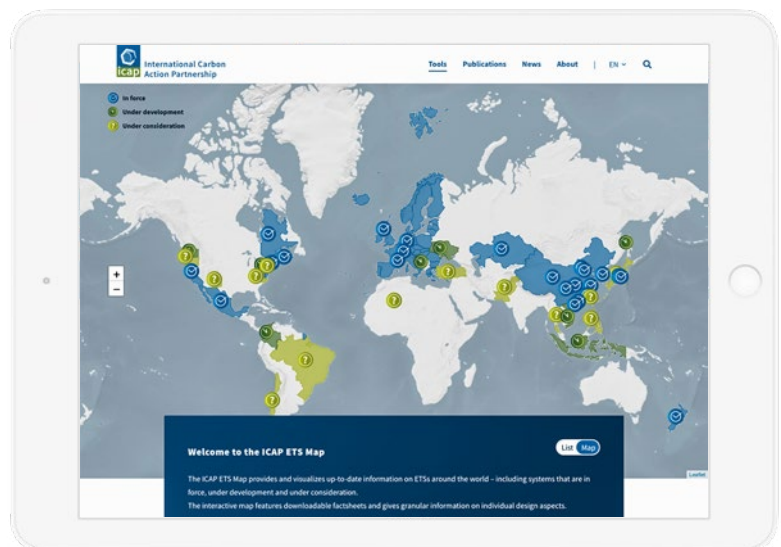 icap
International Carbon
Action Partnership
Tools Publications News About | EN
In force
Under development
Under consideration
+
−
Welcome to the ICAP ETS Map
List Map
The ICAP ETS Map provides and visualizes up-to-date information on ETSs around the world – including systems that are in
force, under development and under consideration.
The interactive map features downloadable factsheets and gives granular information on individual design aspects.
Leaflet